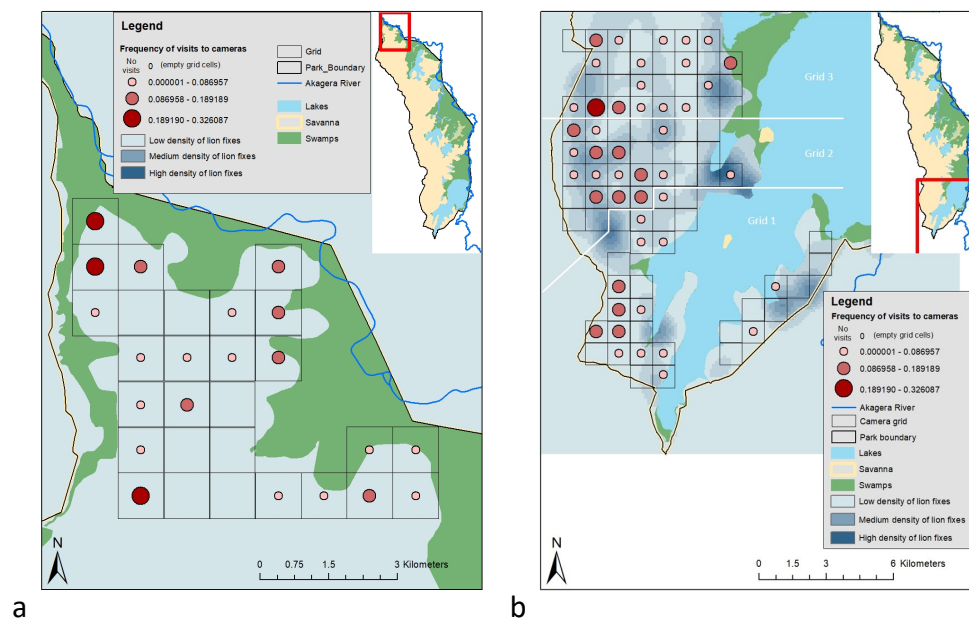 Legend
Frequency of visits to cameras
No visits 0 (empty grid cells)
0.000001 - 0.086957
0.086958 - 0.189189
0.189190 - 0.326087
Low density of lion fixes
Medium density of lion fixes
High density of lion fixes
Grid
Park_Boundary
Akagera River
Lakes
Savanna
Swamps
N
0 0.75 1.5 3 Kilometers
a
Grid 3
Grid 2
Grid 1
Legend
Frequency of visits to cameras
No visits 0 (empty grid cells)
0.000001 - 0.086957
0.086958 - 0.189189
0.189190 - 0.326087
Akagera River
Camera grid
Park boundary
Lakes
Savanna
Swamps
Low density of lion fixes
Medium density of lion fixes
High density of lion fixes
N
0 1.5 3 6 Kilometers
b